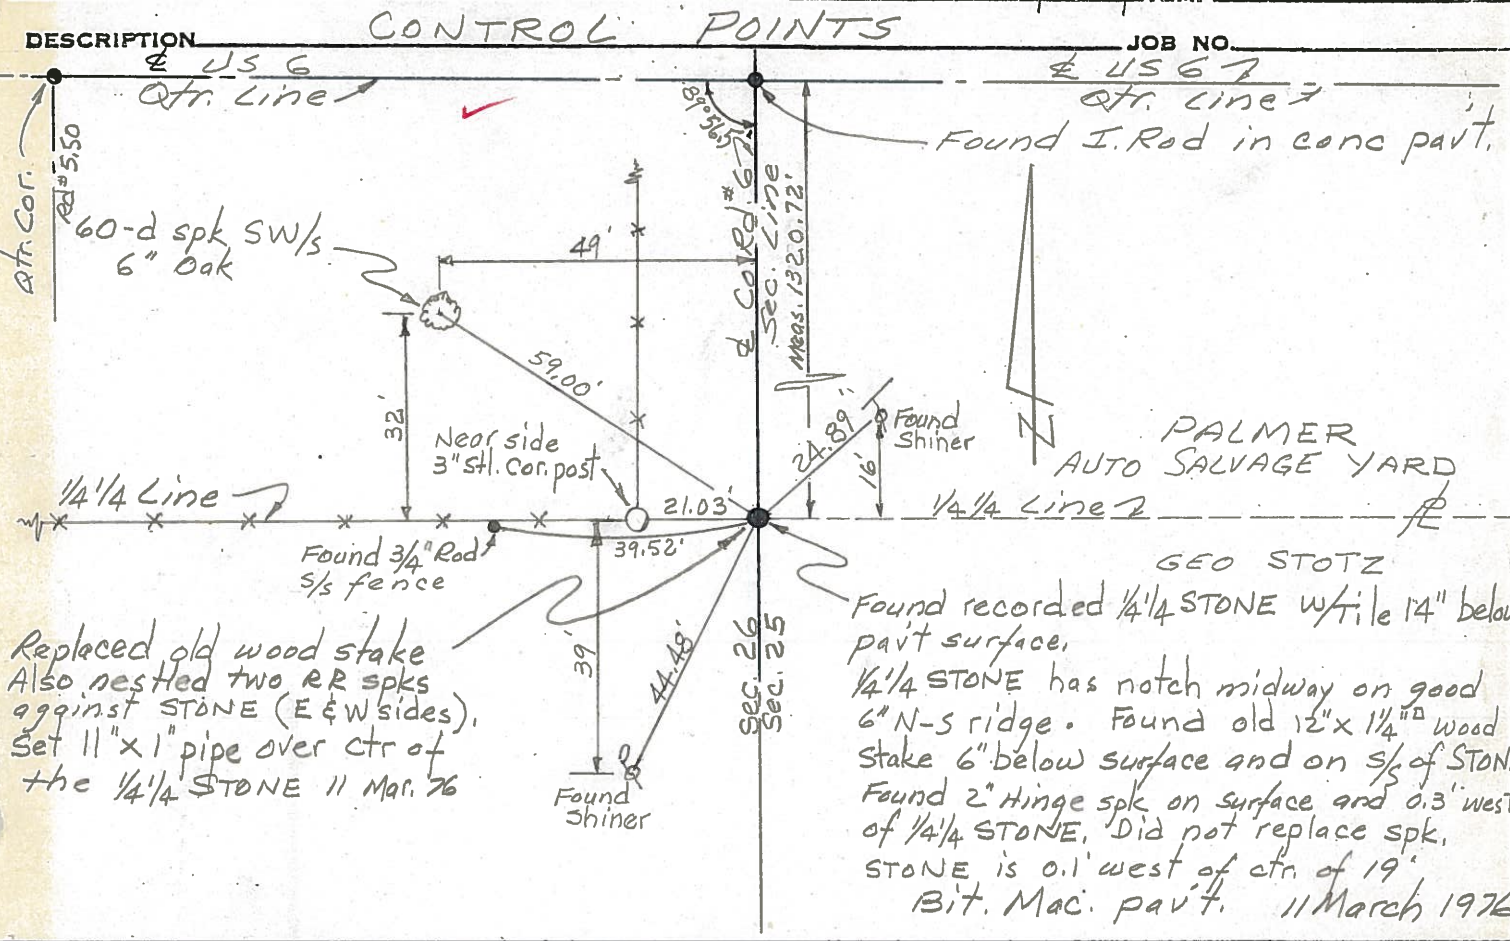 CONTROL POINTS
DESCRIPTION
JOB NO.
℄ US 6
Qtr. Line
℄ US 6
Qtr. Line
Qtr. Cor.
Rd # 5.50
89°56.5'
Found I. Rod in conc pav't.
60-d spk SW/s
6" Oak
49'
℄ Co Rd # 67
Sec. Line
Meas. 1320.72'
59.00'
32'
Near side
3" Stl. Cor. post
24.89'
16'
Found
Shiner
N
PALMER
AUTO SALVAGE YARD
1/4 1/4 Line
21.03'
1/4 1/4 Line
℄
Found 3/4" Rod
S/s fence
39.52'
GEO STOTZ
Found recorded 1/4 1/4 STONE W/Tile 14" below
pav't surface.
1/4 1/4 STONE has notch midway on good
6" N-S ridge. Found old 12" x 1 1/4"□ wood
Stake 6" below surface and on S/s of STON
Found 2" Hinge spk on surface and 0.3' west
of 1/4 1/4 STONE. Did not replace spk.
STONE is 0.1' west of ctr. of 19'
Bit. Mac. pav't. 11 March 1976
Replaced old wood stake
Also nestled two RR spks
against STONE (E & W sides).
Set 11" x 1" pipe over ctr of
the 1/4 1/4 STONE 11 Mar. 76
39'
44.48'
Sec. 26
Sec. 25
Found
Shiner